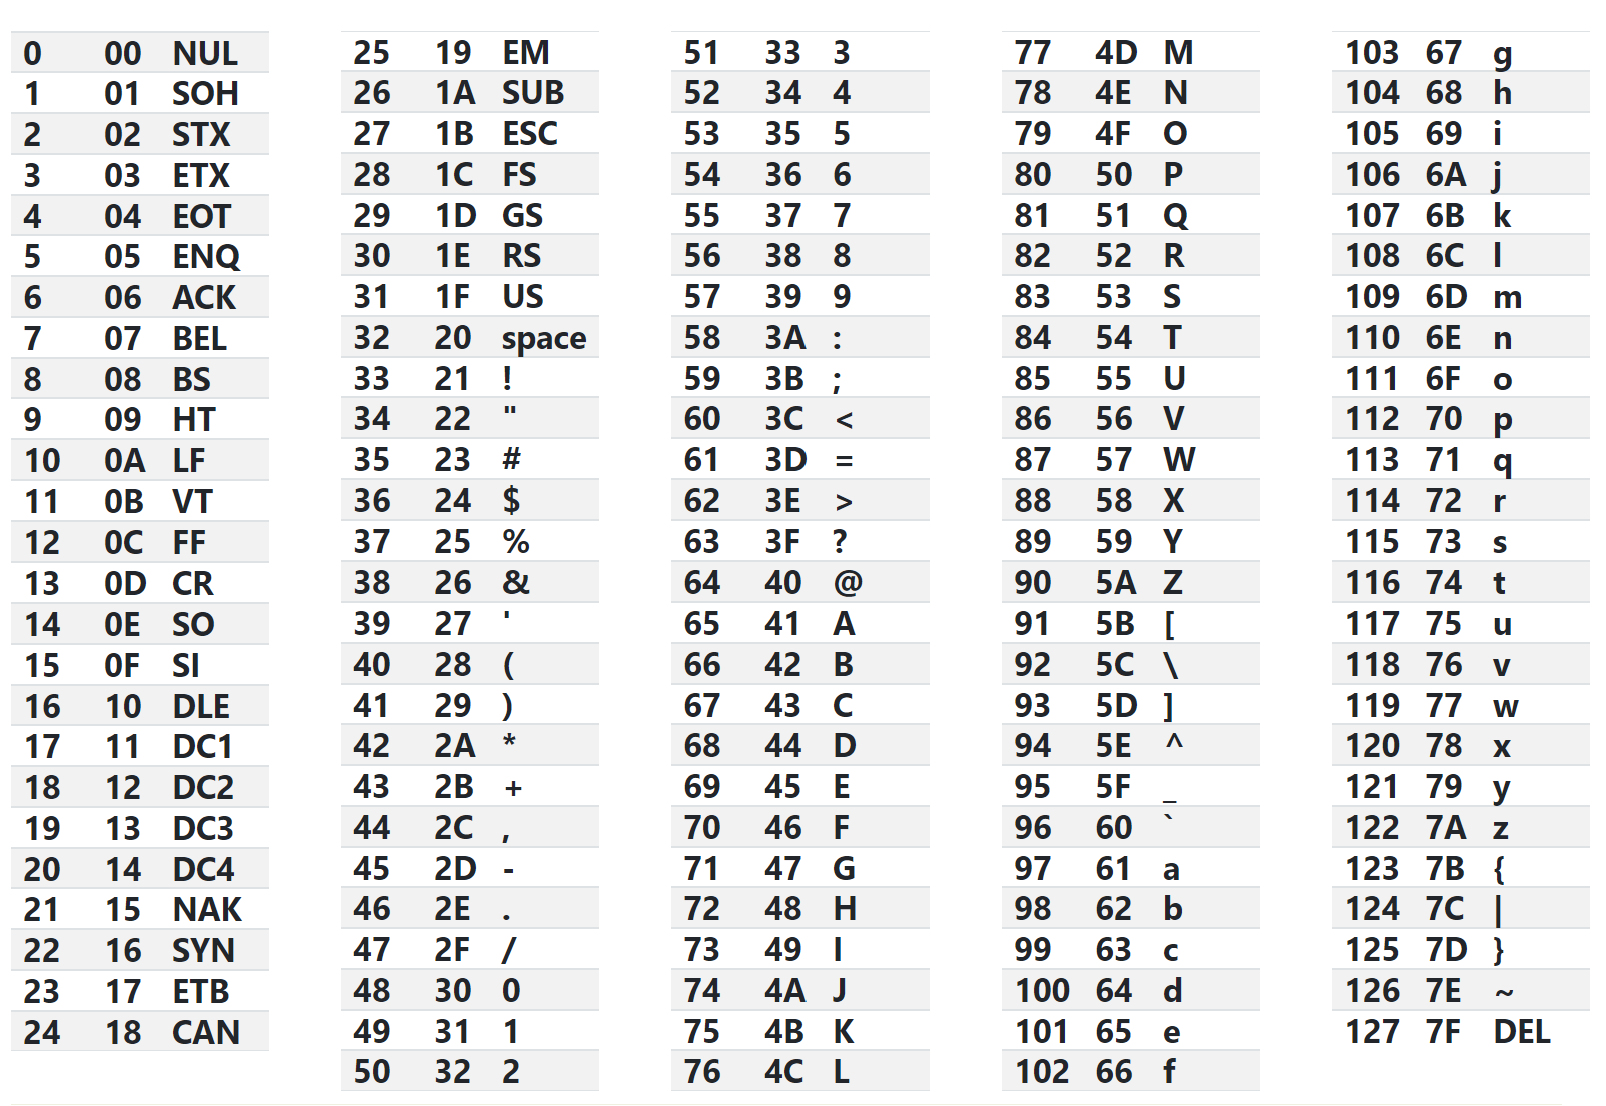 0 00 NUL
1 01 SOH
2 02 STX
3 03 ETX
4 04 EOT
5 05 ENQ
6 06 ACK
7 07 BEL
8 08 BS
9 09 HT
10 0A LF
11 0B VT
12 0C FF
13 0D CR
14 0E SO
15 0F SI
16 10 DLE
17 11 DC1
18 12 DC2
19 13 DC3
20 14 DC4
21 15 NAK
22 16 SYN
23 17 ETB
24 18 CAN
25 19 EM
26 1A SUB
27 1B ESC
28 1C FS
29 1D GS
30 1E RS
31 1F US
32 20 space
33 21 !
34 22 "
35 23 #
36 24 $
37 25 %
38 26 &
39 27 '
40 28 (
41 29 )
42 2A *
43 2B +
44 2C ,
45 2D -
46 2E .
47 2F /
48 30 0
49 31 1
50 32 2
51 33 3
52 34 4
53 35 5
54 36 6
55 37 7
56 38 8
57 39 9
58 3A :
59 3B ;
60 3C <
61 3D =
62 3E >
63 3F ?
64 40 @
65 41 A
66 42 B
67 43 C
68 44 D
69 45 E
70 46 F
71 47 G
72 48 H
73 49 I
74 4A J
75 4B K
76 4C L
77 4D M
78 4E N
79 4F O
80 50 P
81 51 Q
82 52 R
83 53 S
84 54 T
85 55 U
86 56 V
87 57 W
88 58 X
89 59 Y
90 5A Z
91 5B [
92 5C \
93 5D ]
94 5E ^
95 5F _
96 60 `
97 61 a
98 62 b
99 63 c
100 64 d
101 65 e
102 66 f
103 67 g
104 68 h
105 69 i
106 6A j
107 6B k
108 6C l
109 6D m
110 6E n
111 6F o
112 70 p
113 71 q
114 72 r
115 73 s
116 74 t
117 75 u
118 76 v
119 77 w
120 78 x
121 79 y
122 7A z
123 7B {
124 7C |
125 7D }
126 7E ~
127 7F DEL